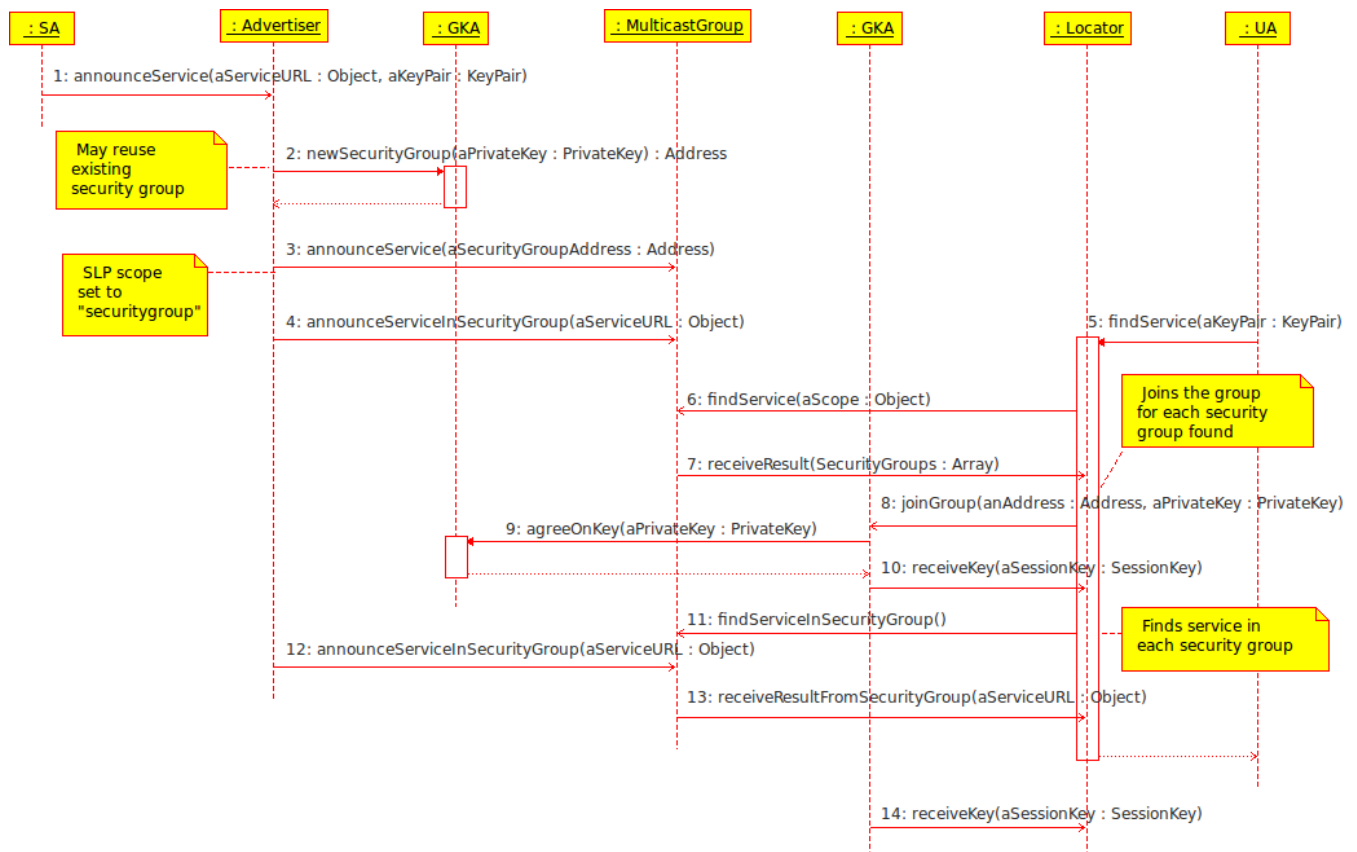 : SA
: Advertiser
: GKA
: MulticastGroup
: GKA
: Locator
: UA
1: announceService(aServiceURL : Object, aKeyPair : KeyPair)
May reuse
existing
security group
2: newSecurityGroup(aPrivateKey : PrivateKey) : Address
3: announceService(aSecurityGroupAddress : Address)
SLP scope
set to
"securitygroup"
4: announceServiceInSecurityGroup(aServiceURL : Object)
5: findService(aKeyPair : KeyPair)
6: findService(aScope : Object)
Joins the group
for each security
group found
7: receiveResult(SecurityGroups : Array)
8: joinGroup(anAddress : Address, aPrivateKey : PrivateKey)
9: agreeOnKey(aPrivateKey : PrivateKey)
10: receiveKey(aSessionKey : SessionKey)
11: findServiceInSecurityGroup()
Finds service in
each security group
12: announceServiceInSecurityGroup(aServiceURL : Object)
13: receiveResultFromSecurityGroup(aServiceURL : Object)
14: receiveKey(aSessionKey : SessionKey)